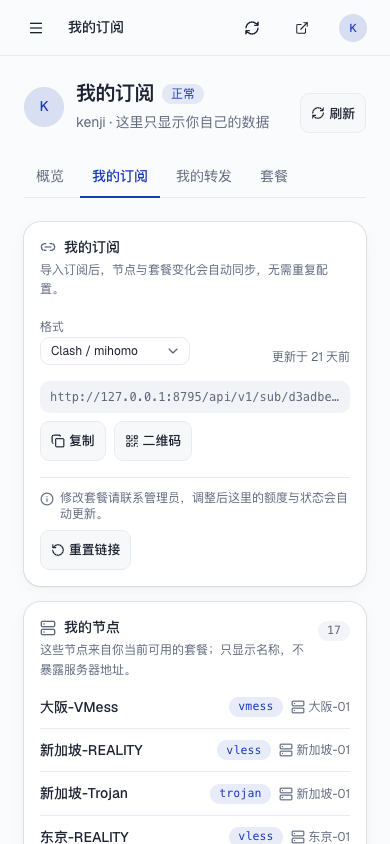 我的订阅
K
K
我的订阅 正常
kenji · 这里只显示你自己的数据
刷新
概览 我的订阅 我的转发 套餐
我的订阅
导入订阅后，节点与套餐变化会自动同步，无需重复配
置。
格式
Clash / mihomo
更新于 21 天前
http://127.0.0.1:8795/api/v1/sub/d3adbe…
复制 二维码
修改套餐请联系管理员，调整后这里的额度与状态会自
动更新。
重置链接
我的节点 17
这些节点来自你当前可用的套餐；只显示名称，不
暴露服务器地址。
大阪-VMess vmess 大阪-01
新加坡-REALITY vless 新加坡-01
新加坡-Trojan trojan 新加坡-01
东京-REALITY vless 东京-01